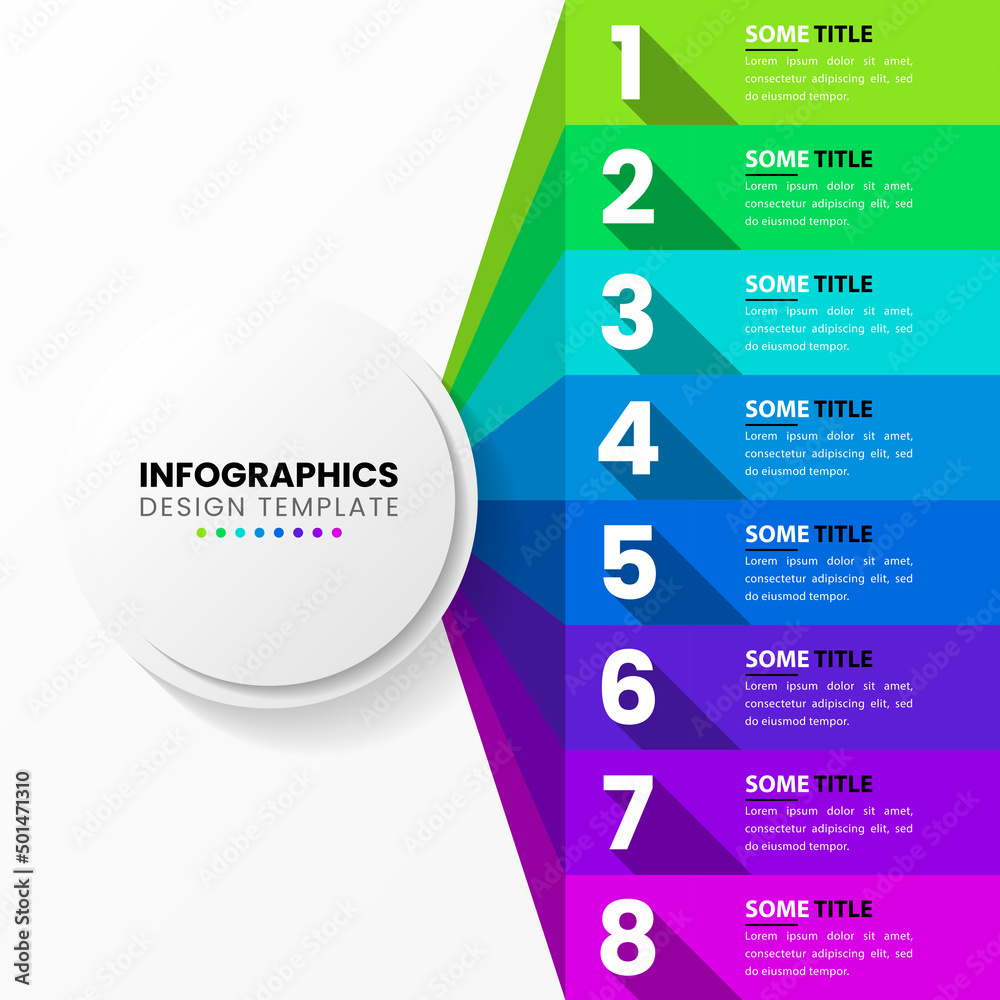 INFOGRAPHICS
DESIGN TEMPLATE
1
SOME TITLE
Lorem ipsum dolor sit amet,
consectetur adipiscing elit, sed
do eiusmod tempor.
2
SOME TITLE
Lorem ipsum dolor sit amet,
consectetur adipiscing elit, sed
do eiusmod tempor.
3
SOME TITLE
Lorem ipsum dolor sit amet,
consectetur adipiscing elit, sed
do eiusmod tempor.
4
SOME TITLE
Lorem ipsum dolor sit amet,
consectetur adipiscing elit, sed
do eiusmod tempor.
5
SOME TITLE
Lorem ipsum dolor sit amet,
consectetur adipiscing elit, sed
do eiusmod tempor.
6
SOME TITLE
Lorem ipsum dolor sit amet,
consectetur adipiscing elit, sed
do eiusmod tempor.
7
SOME TITLE
Lorem ipsum dolor sit amet,
consectetur adipiscing elit, sed
do eiusmod tempor.
8
SOME TITLE
Lorem ipsum dolor sit amet,
consectetur adipiscing elit, sed
do eiusmod tempor.
Adobe Stock | #501471310